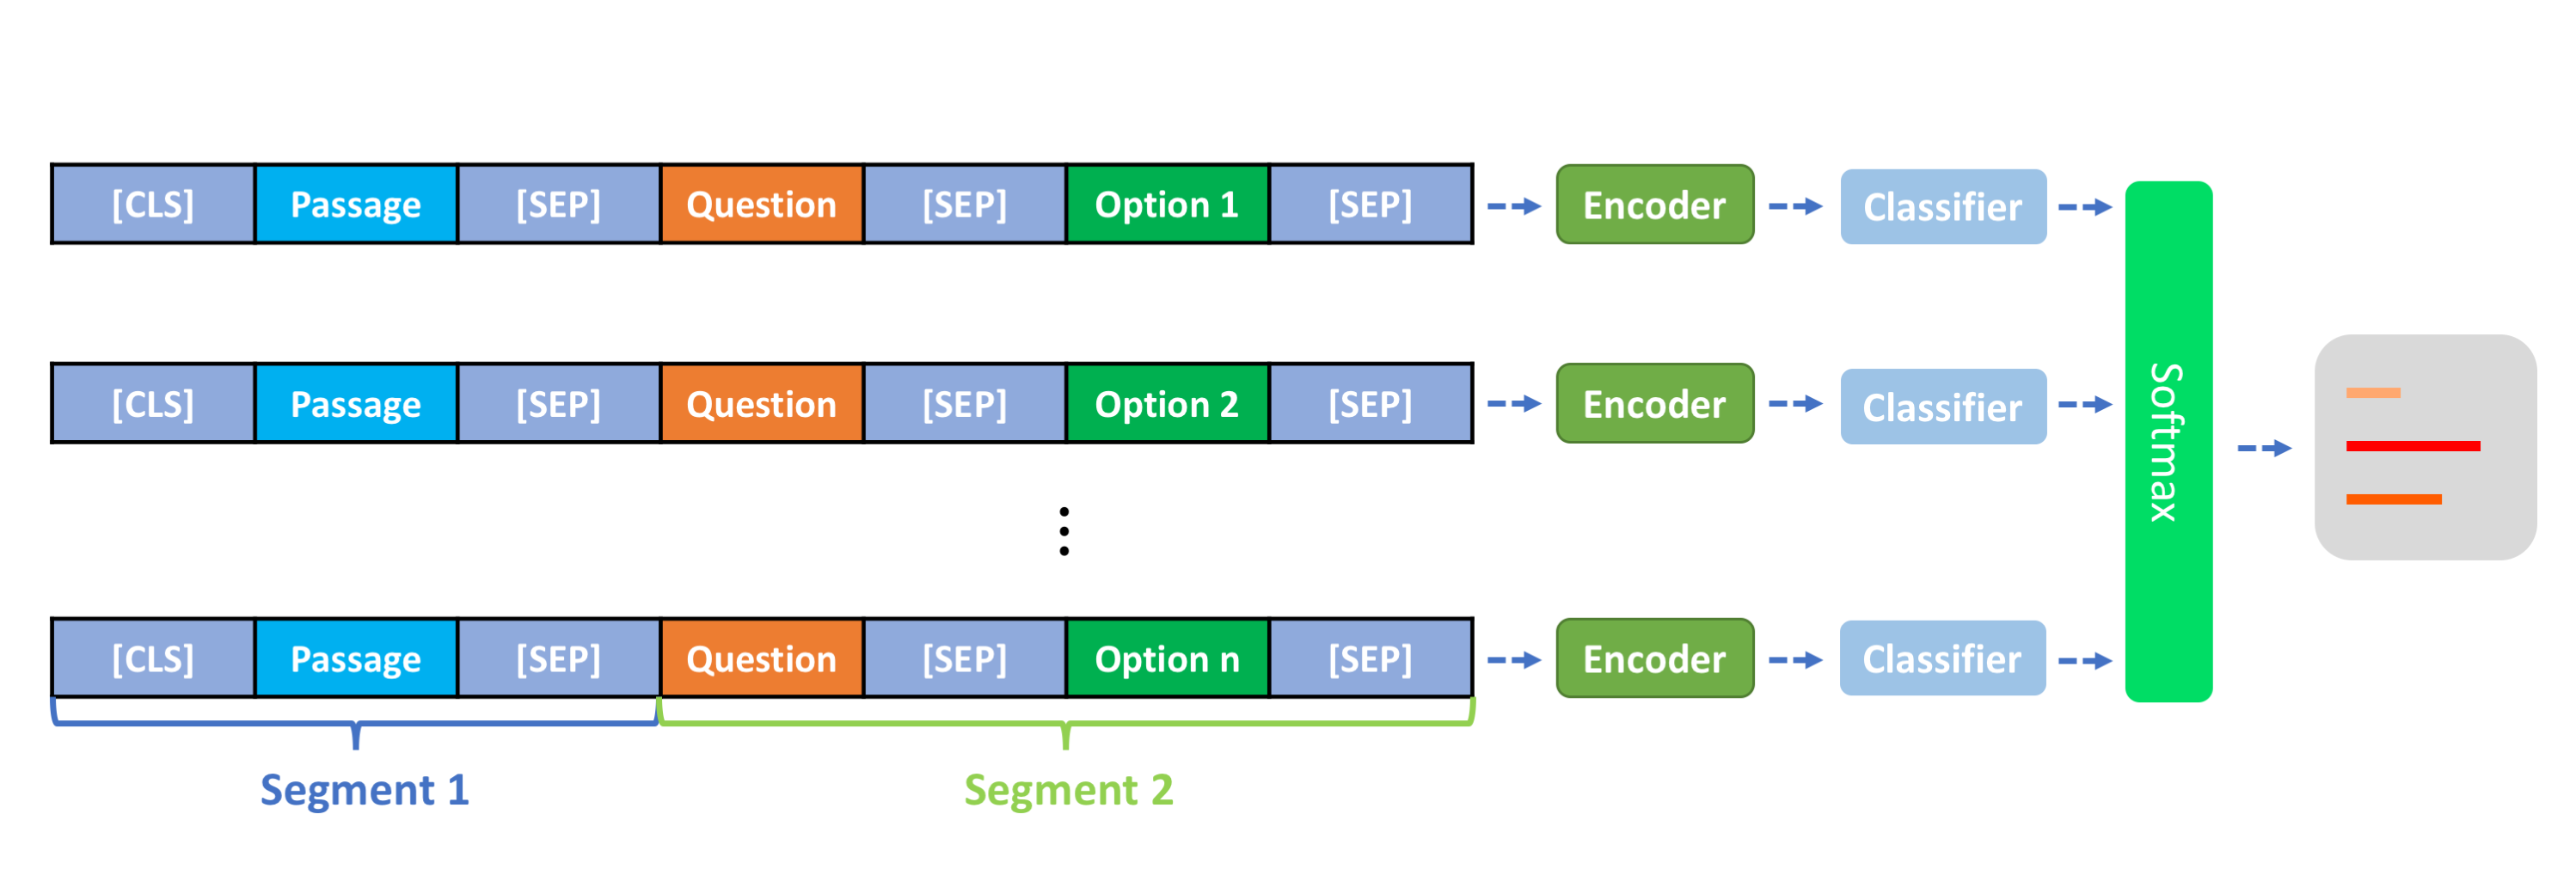 [CLS] Passage [SEP] Question [SEP] Option 1 [SEP] Encoder Classifier
[CLS] Passage [SEP] Question [SEP] Option 2 [SEP] Encoder Classifier
Softmax
[CLS] Passage [SEP] Question [SEP] Option n [SEP] Encoder Classifier
Segment 1 Segment 2